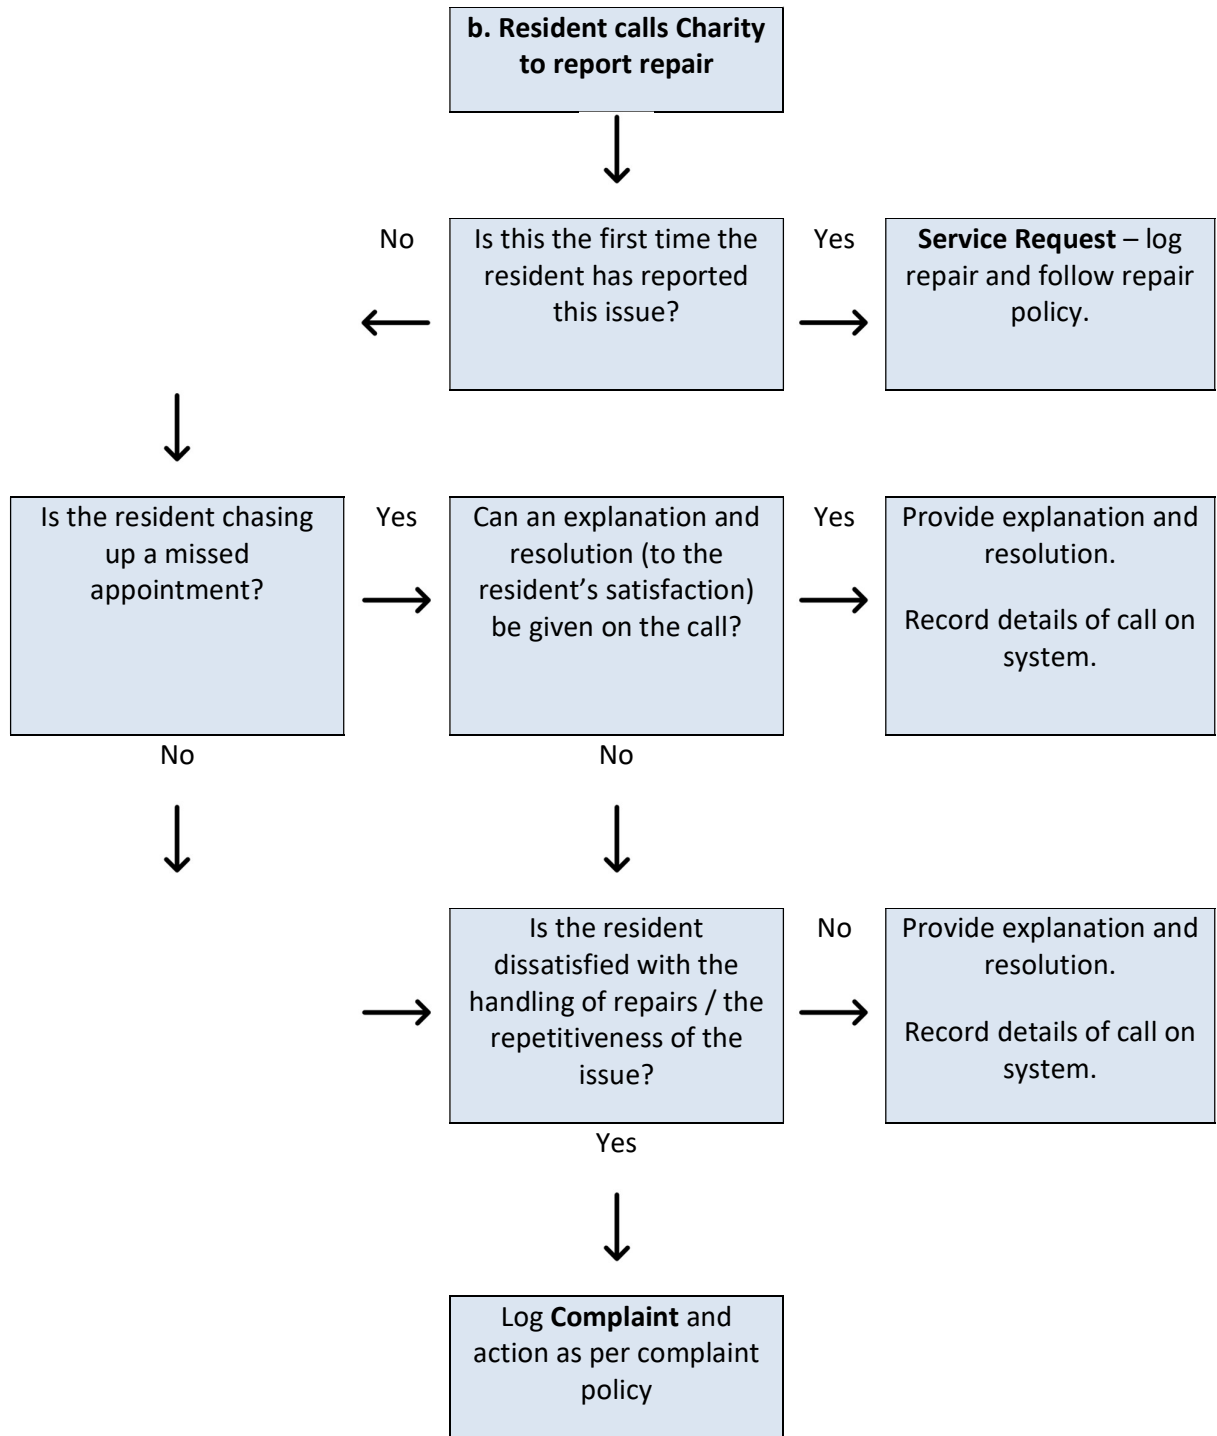 b. Resident calls Charity
to report repair
No
Is this the first time the
resident has reported
this issue?
Yes
Service Request – log
repair and follow repair
policy.
Is the resident chasing
up a missed
appointment?
Yes
Can an explanation and
resolution (to the
resident’s satisfaction)
be given on the call?
Yes
Provide explanation and
resolution.
Record details of call on
system.
No
No
Is the resident
dissatisfied with the
handling of repairs / the
repetitiveness of the
issue?
No
Provide explanation and
resolution.
Record details of call on
system.
Yes
Log Complaint and
action as per complaint
policy